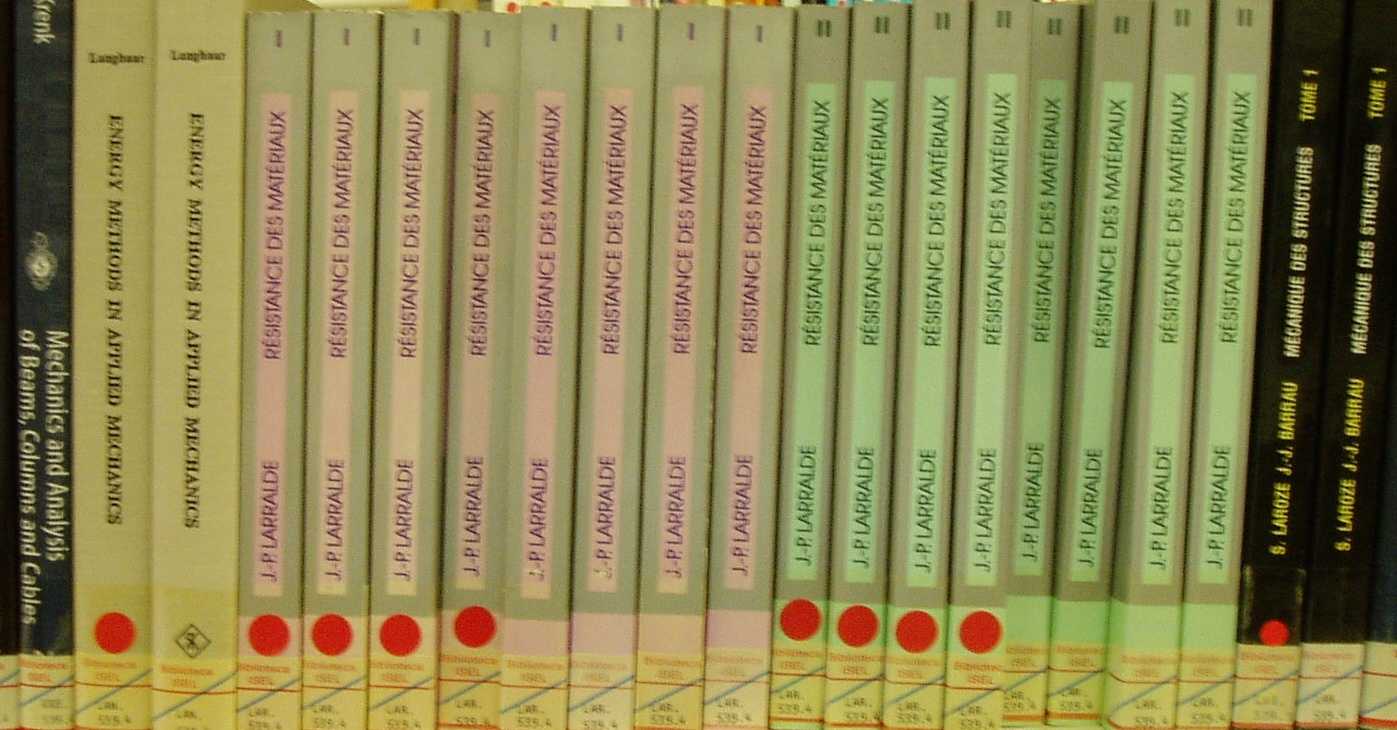 Krenk
Mechanics and Analysis
of Beams, Columns and Cables
Langhaar
ENERGY METHODS IN APPLIED MECHANICS
Langhaar
ENERGY METHODS IN APPLIED MECHANICS
J.-P. LARRALDE RÉSISTANCE DES MATÉRIAUX I
J.-P. LARRALDE RÉSISTANCE DES MATÉRIAUX I
J.-P. LARRALDE RÉSISTANCE DES MATÉRIAUX I
J.-P. LARRALDE RÉSISTANCE DES MATÉRIAUX I
J.-P. LARRALDE RÉSISTANCE DES MATÉRIAUX I
J.-P. LARRALDE RÉSISTANCE DES MATÉRIAUX I
J.-P. LARRALDE RÉSISTANCE DES MATÉRIAUX I
J.-P. LARRALDE RÉSISTANCE DES MATÉRIAUX I
J.-P. LARRALDE RÉSISTANCE DES MATÉRIAUX II
J.-P. LARRALDE RÉSISTANCE DES MATÉRIAUX II
J.-P. LARRALDE RÉSISTANCE DES MATÉRIAUX II
J.-P. LARRALDE RÉSISTANCE DES MATÉRIAUX II
J.-P. LARRALDE RÉSISTANCE DES MATÉRIAUX II
J.-P. LARRALDE RÉSISTANCE DES MATÉRIAUX II
J.-P. LARRALDE RÉSISTANCE DES MATÉRIAUX II
J.-P. LARRALDE RÉSISTANCE DES MATÉRIAUX II
S. LAROZE J.-J. BARRAU MÉCANIQUE DES STRUCTURES TOME 1
S. LAROZE J.-J. BARRAU MÉCANIQUE DES STRUCTURES TOME 1
Biblioteca
ISEL
LAR.
539.4